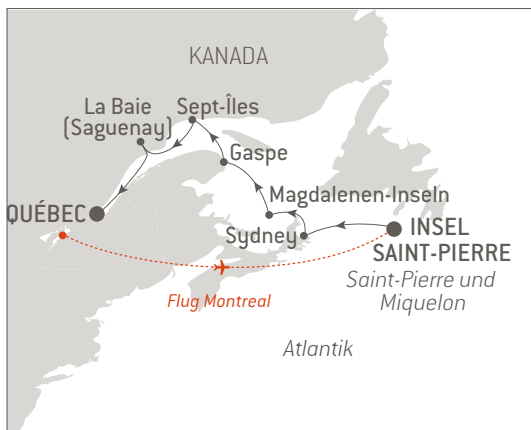 KANADA
La Baie
(Saguenay)
Sept-Îles
Gaspe
Magdalenen-Inseln
QUÉBEC
Sydney
INSEL
SAINT-PIERRE
Saint-Pierre und
Miquelon
Flug Montreal
Atlantik